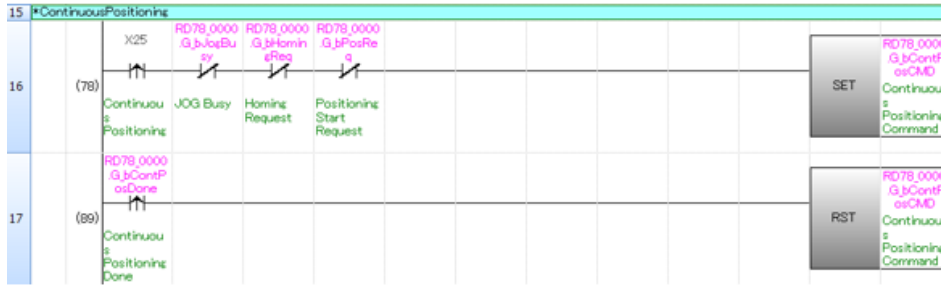 15 *ContinuousPositioning
X25
RD78_0000
.G_bJogBu
sy
RD78_0000
.G_bHomin
gReq
RD78_0000
.G_bPosRe
q
16
(78)
Continuou
s
Positioning
JOG Busy
Homing
Request
Positioning
Start
Request
SET
RD78_000
.G_bContP
osCMD
Continuou
s
Positioning
Command
RD78_0000
.G_bContP
osDone
17
(89)
Continuou
s
Positioning
Done
RST
RD78_000
.G_bContP
osCMD
Continuou
s
Positioning
Command